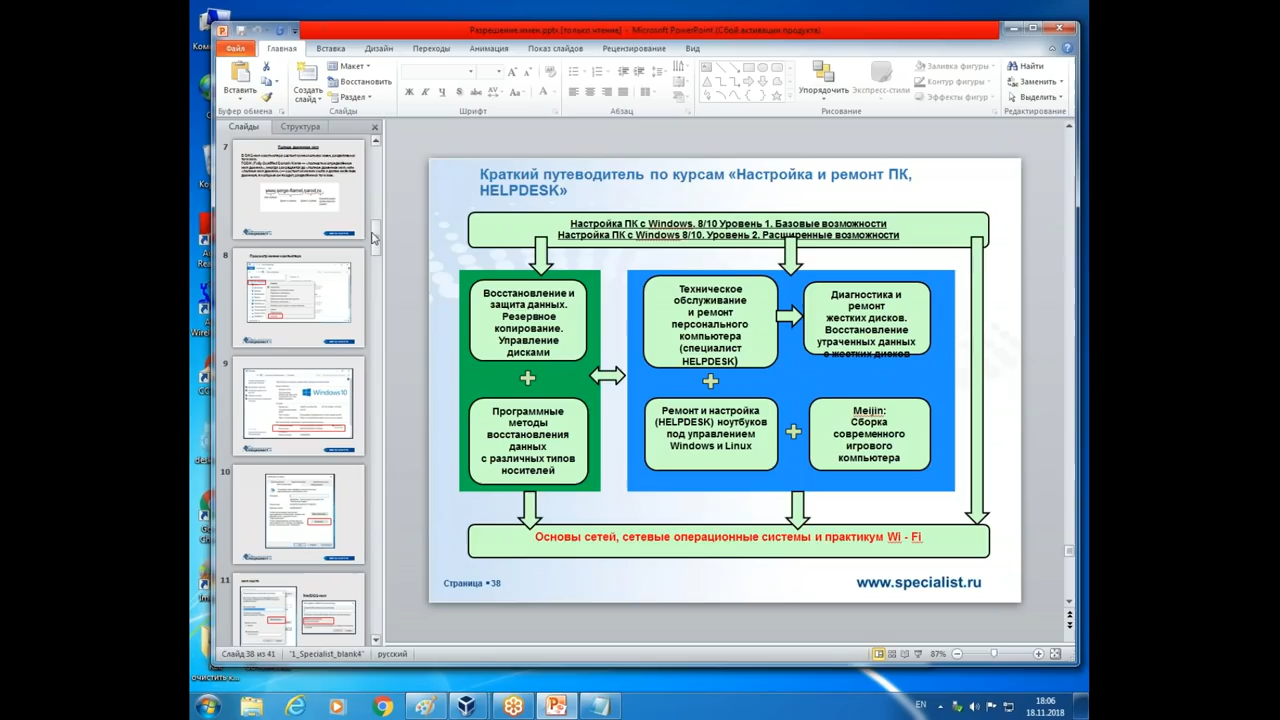 Разрешение имен.pptx [только чтение] - Microsoft PowerPoint (Сбой активации продукта)
Файл Главная Вставка Дизайн Переходы Анимация Показ слайдов Рецензирование Вид
Вставить
Буфер обмена
Создать слайд
Макет
Восстановить
Раздел
Слайды
Шрифт
Абзац
Упорядочить
Экспресс-стили
Рисование
Заливка фигуры
Контур фигуры
Эффекты фигур
Найти
Заменить
Выделить
Редактирование
Слайды Структура
7
8
9
Windows 10
10
11
Краткий путеводитель по курсам «Настройка и ремонт ПК,
HELPDESK»
Настройка ПК с Windows. 8/10 Уровень 1. Базовые возможности
Настройка ПК с Windows 8/10. Уровень 2. Расширенные возможности
Восстановление и
защита данных.
Резервное
копирование.
Управление
дисками
Программные
методы
восстановления
данных
с различных типов
носителей
Техническое
обслуживание
и ремонт
персонального
компьютера
(специалист
HELPDESK)
Диагностика и
ремонт
жестких дисков.
Восстановление
утраченных данных
с жестких дисков
Ремонт и настройка
(HELPDESK) ноутбуков
под управлением
Windows и Linux
Meijin:
Сборка
современного
игрового
компьютера
Основы сетей, сетевые операционные системы и практикум Wi - Fi
Страница ▪ 38
www.specialist.ru
Слайд 38 из 41 "1_Specialist_blank4" русский
87%
EN
18:06
18.11.2018